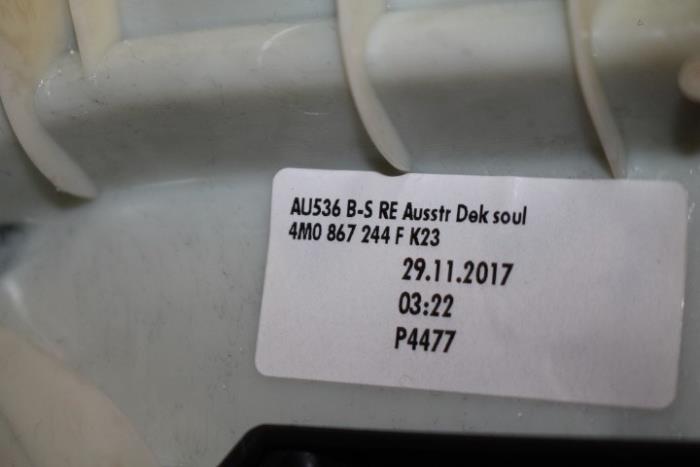 AU536 B-S RE Ausstr Dek soul
4M0 867 244 F K23
29.11.2017
03:22
P4477